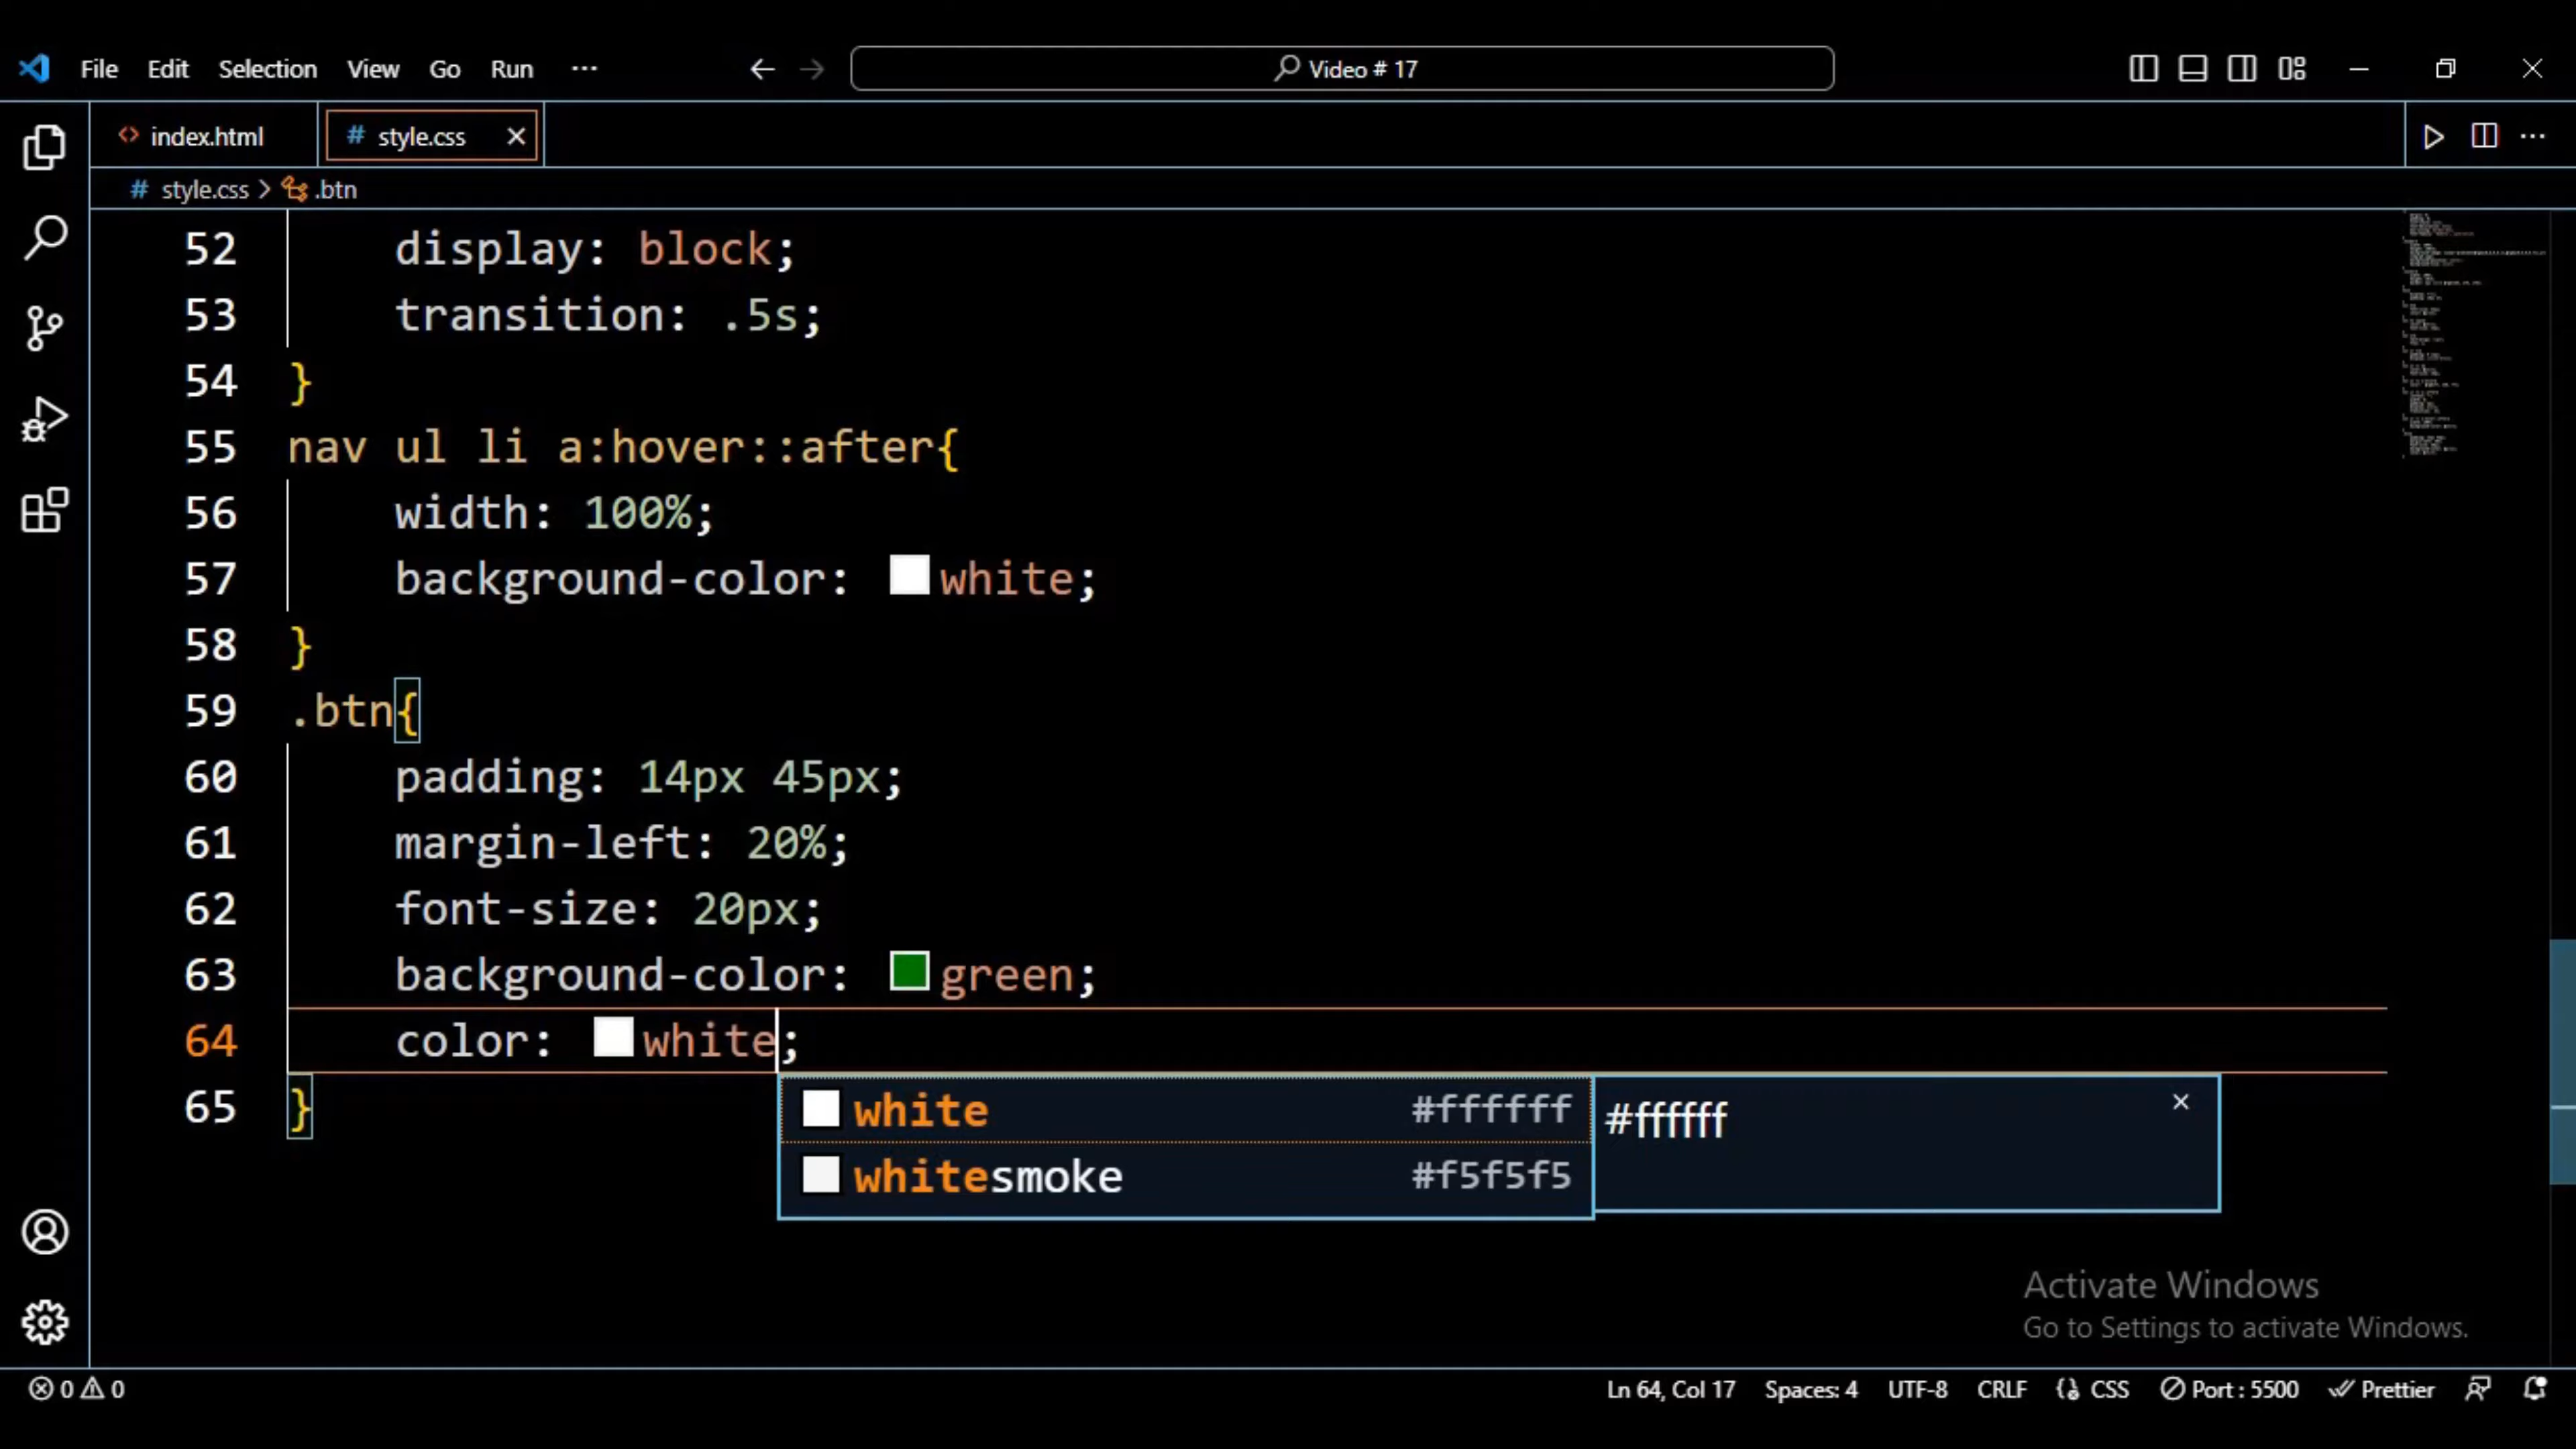 File Edit Selection View Go Run ··· Video # 17
index.html # style.css
# style.css > .btn
52 display: block;
53 transition: .5s;
54 }
55 nav ul li a:hover::after{
56 width: 100%;
57 background-color: white;
58 }
59 .btn{
60 padding: 14px 45px;
61 margin-left: 20%;
62 font-size: 20px;
63 background-color: green;
64 color: white;
65 }
white #ffffff
whitesmoke #f5f5f5
#ffffff
Activate Windows
Go to Settings to activate Windows.
0 0 Ln 64, Col 17 Spaces: 4 UTF-8 CRLF CSS Port : 5500 Prettier